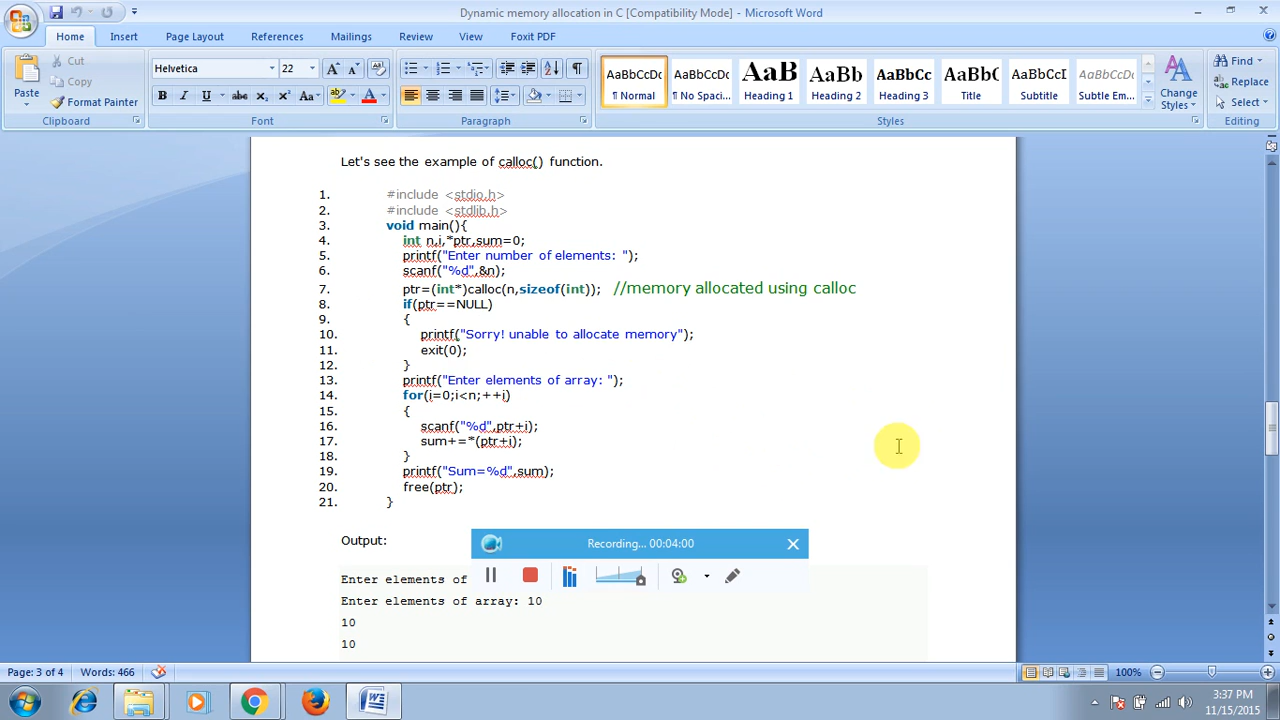 Dynamic memory allocation in C [Compatibility Mode] - Microsoft Word
Home Insert Page Layout References Mailings Review View Foxit PDF
Paste
Cut
Copy
Format Painter
Clipboard
Helvetica 22
B I U abc x₂ x² Aa
Font
Paragraph
AaBbCcDc AaBbCcDc AaB AaBbCc AaBbCc AaB(C AaBbCcI AaBbCcDc
¶ Normal ¶ No Spaci... Heading 1 Heading 2 Heading 3 Title Subtitle Subtle Em...
Change Styles
Styles
Find
Replace
Select
Editing
Let's see the example of calloc() function.
1. #include <stdio.h>
2. #include <stdlib.h>
3. void main(){
4. int n,i,*ptr,sum=0;
5. printf("Enter number of elements: ");
6. scanf("%d",&n);
7. ptr=(int*)calloc(n,sizeof(int)); //memory allocated using calloc
8. if(ptr==NULL)
9. {
10. printf("Sorry! unable to allocate memory");
11. exit(0);
12. }
13. printf("Enter elements of array: ");
14. for(i=0;i<n;++i)
15. {
16. scanf("%d",ptr+i);
17. sum+=*(ptr+i);
18. }
19. printf("Sum=%d",sum);
20. free(ptr);
21. }
Output:
Recording... 00:04:00
Enter elements of
Enter elements of array: 10
10
10
Page: 3 of 4 Words: 466 100%
3:37 PM
11/15/2015